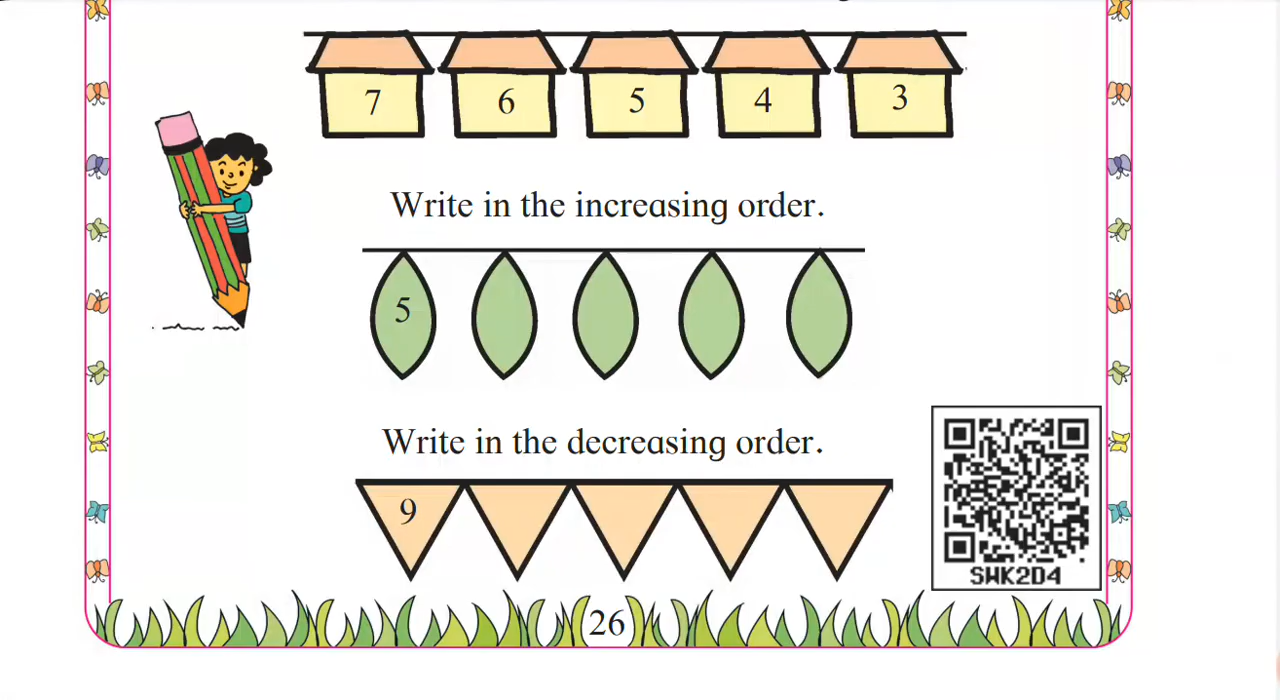 7 6 5 4 3
Write in the increasing order.
5
Write in the decreasing order.
9
SWK2D4
26